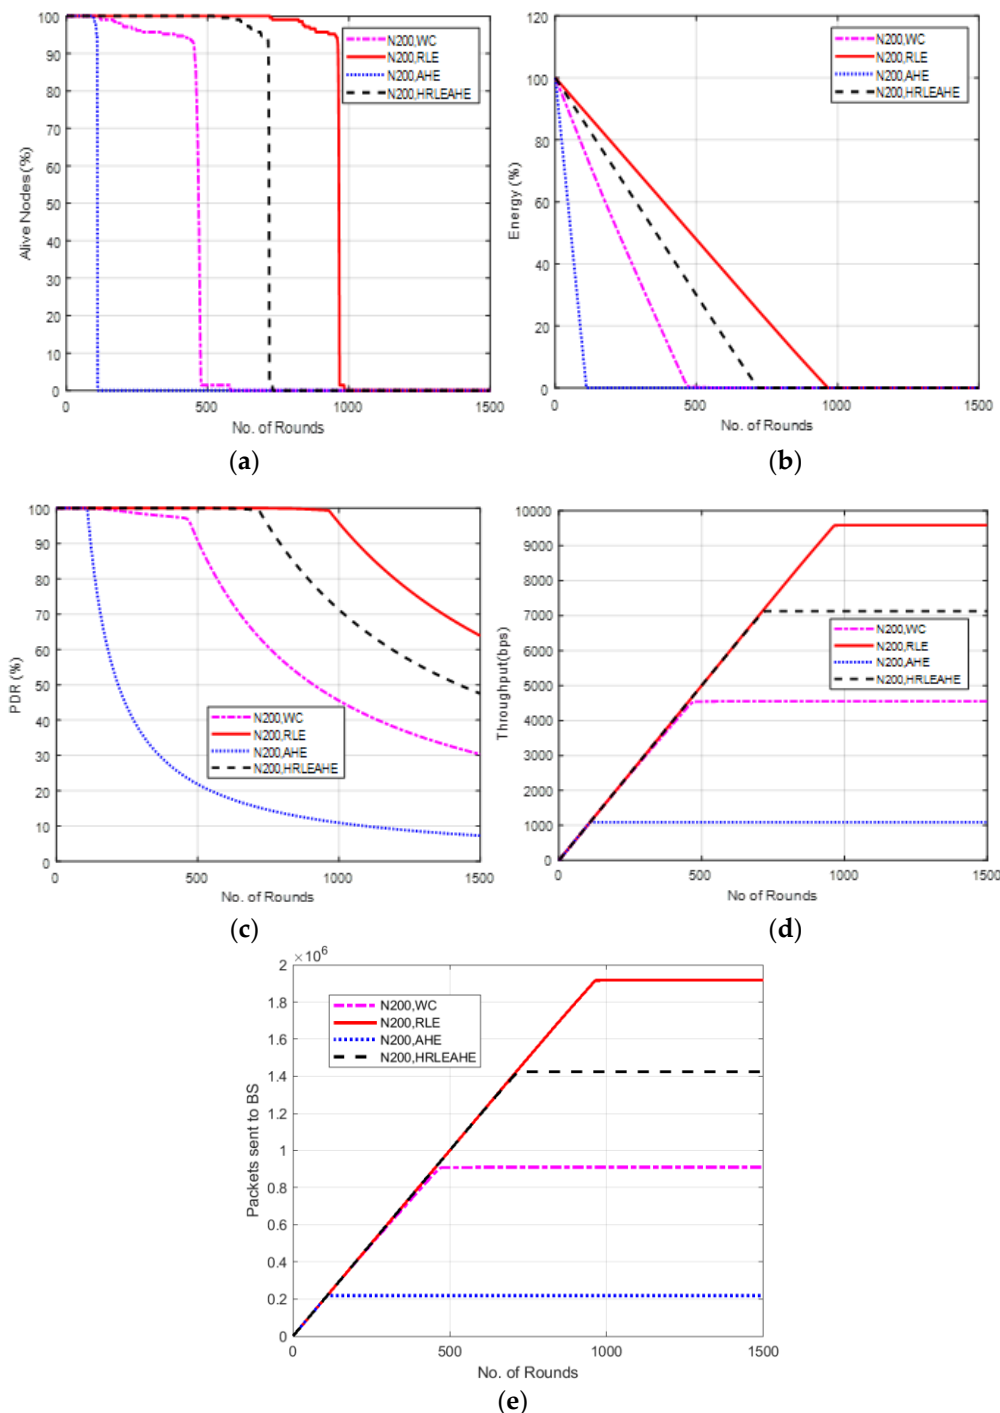 100
90
80
70
60
50
40
30
20
10
0
Alive Nodes (%)
N200,WC
N200,RLE
N200,AHE
N200,HRLEAHE
0 500 1000 1500
No. of Rounds
(a)
120
100
80
60
40
20
0
Energy (%)
N200,WC
N200,RLE
N200,AHE
N200,HRLEAHE
0 500 1000 1500
No. of Rounds
(b)
100
90
80
70
60
50
40
30
20
10
0
PDR (%)
N200,WC
N200,RLE
N200,AHE
N200,HRLEAHE
0 500 1000 1500
No. of Rounds
(c)
10000
9000
8000
7000
6000
5000
4000
3000
2000
1000
0
Throughput(bps)
N200,WC
N200,RLE
N200,AHE
N200,HRLEAHE
0 500 1000 1500
No of Rounds
(d)
×10⁶
2
1.8
1.6
1.4
1.2
1
0.8
0.6
0.4
0.2
0
Packets sent to BS
N200,WC
N200,RLE
N200,AHE
N200,HRLEAHE
0 500 1000 1500
No. of Rounds
(e)